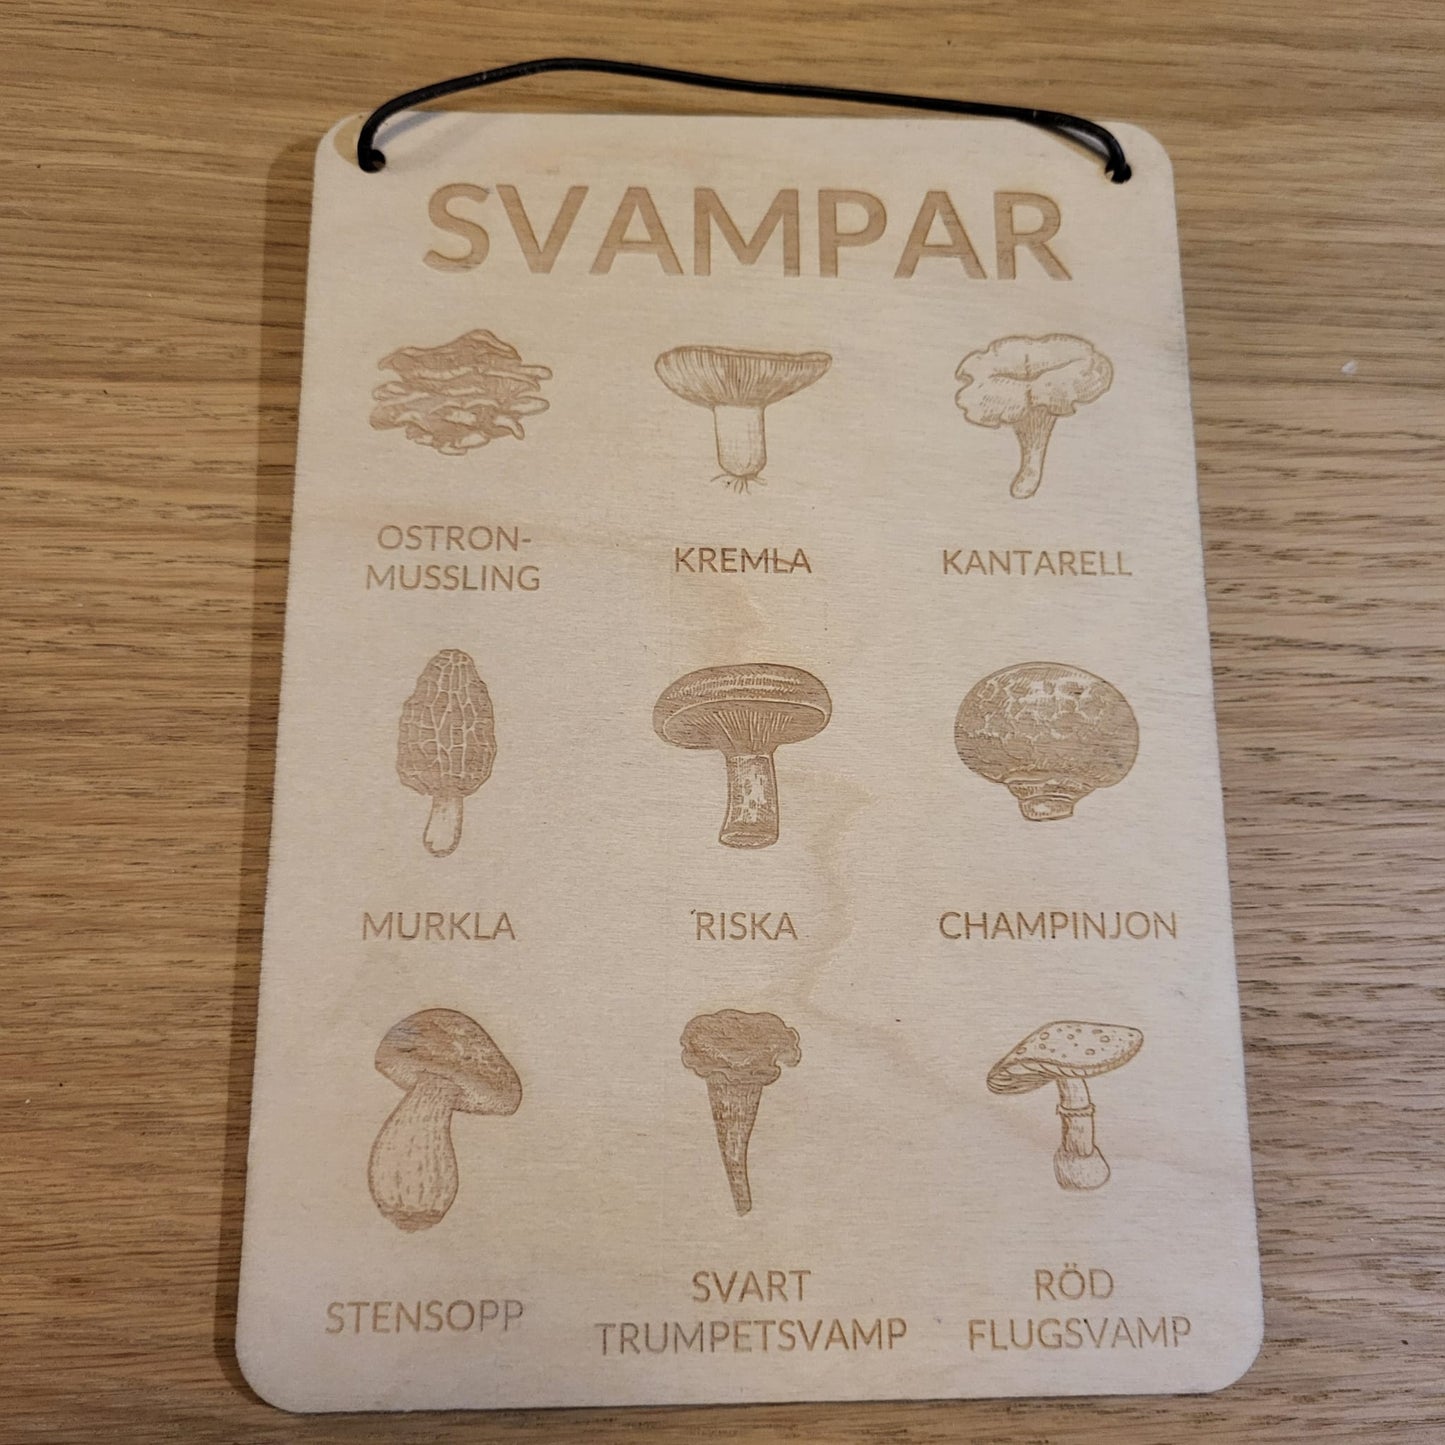 SVAMPAR
OSTRON-
MUSSLING
KREMLA
KANTARELL
MURKLA
RISKA
CHAMPINJON
STENSOPP
SVART
TRUMPETSVAMP
RÖD
FLUGSVAMP